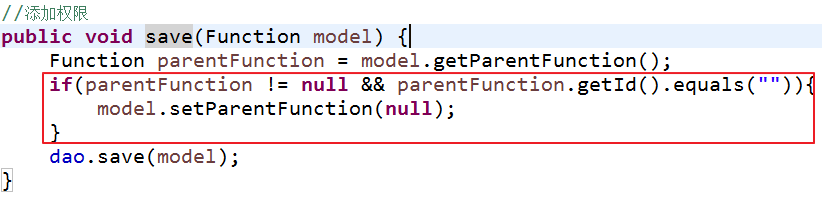 //添加权限
public void save(Function model) {
    Function parentFunction = model.getParentFunction();
    if(parentFunction != null && parentFunction.getId().equals("")){
        model.setParentFunction(null);
    }
    dao.save(model);
}